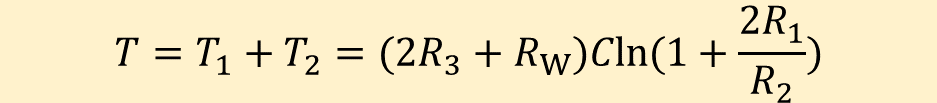 T = T₁ + T₂ = (2R₃ + R_W)Cln(1 + 2R₁/R₂)